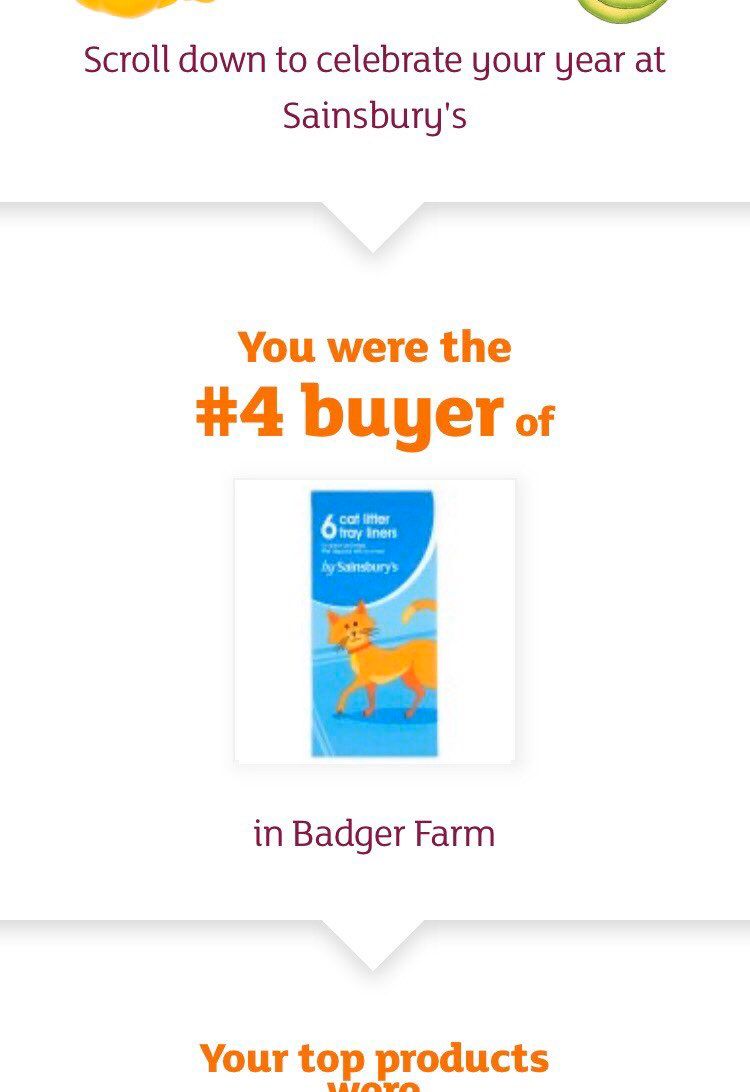 Scroll down to celebrate your year at
Sainsbury's
You were the
#4 buyer of
6 cat litter
tray liners
by Sainsbury's
in Badger Farm
Your top products
were